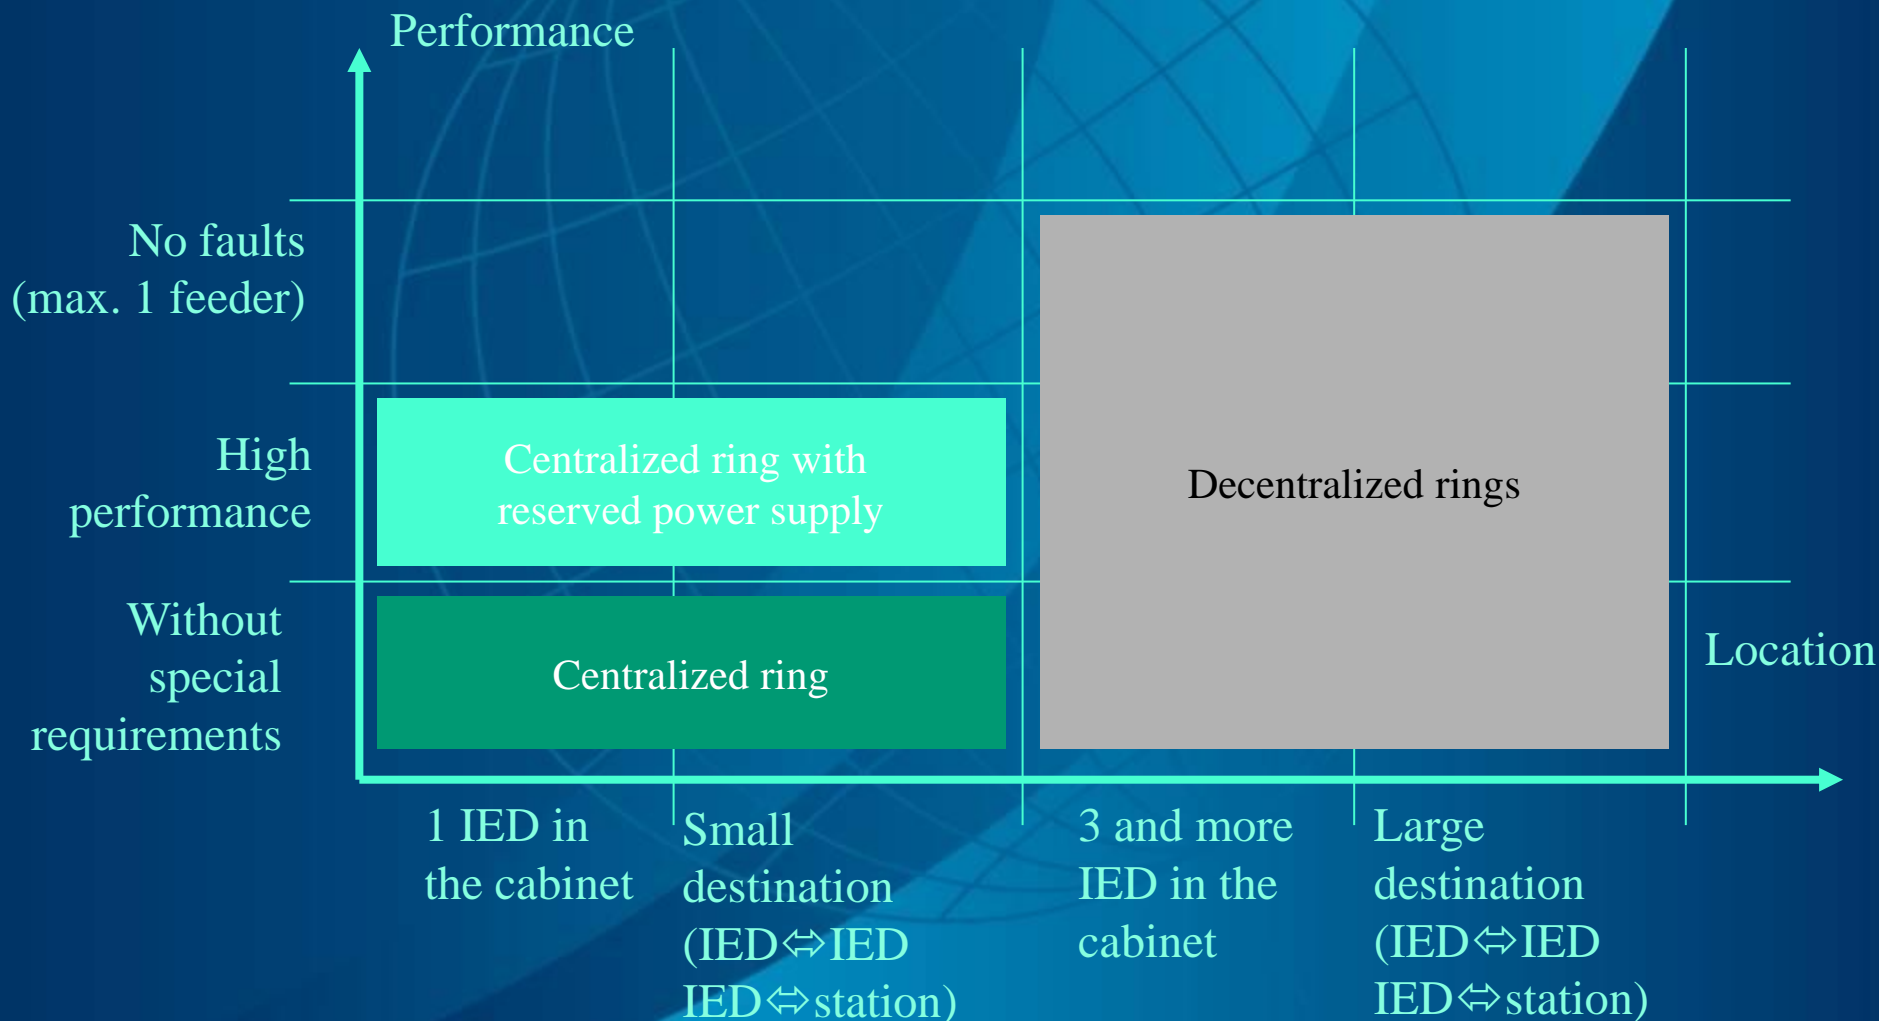 Performance
No faults
(max. 1 feeder)
High
performance
Centralized ring with
reserved power supply
Decentralized rings
Without
special
requirements
Centralized ring
Location
1 IED in
the cabinet
Small
destination
(IED⇔IED
IED⇔station)
3 and more
IED in the
cabinet
Large
destination
(IED⇔IED
IED⇔station)